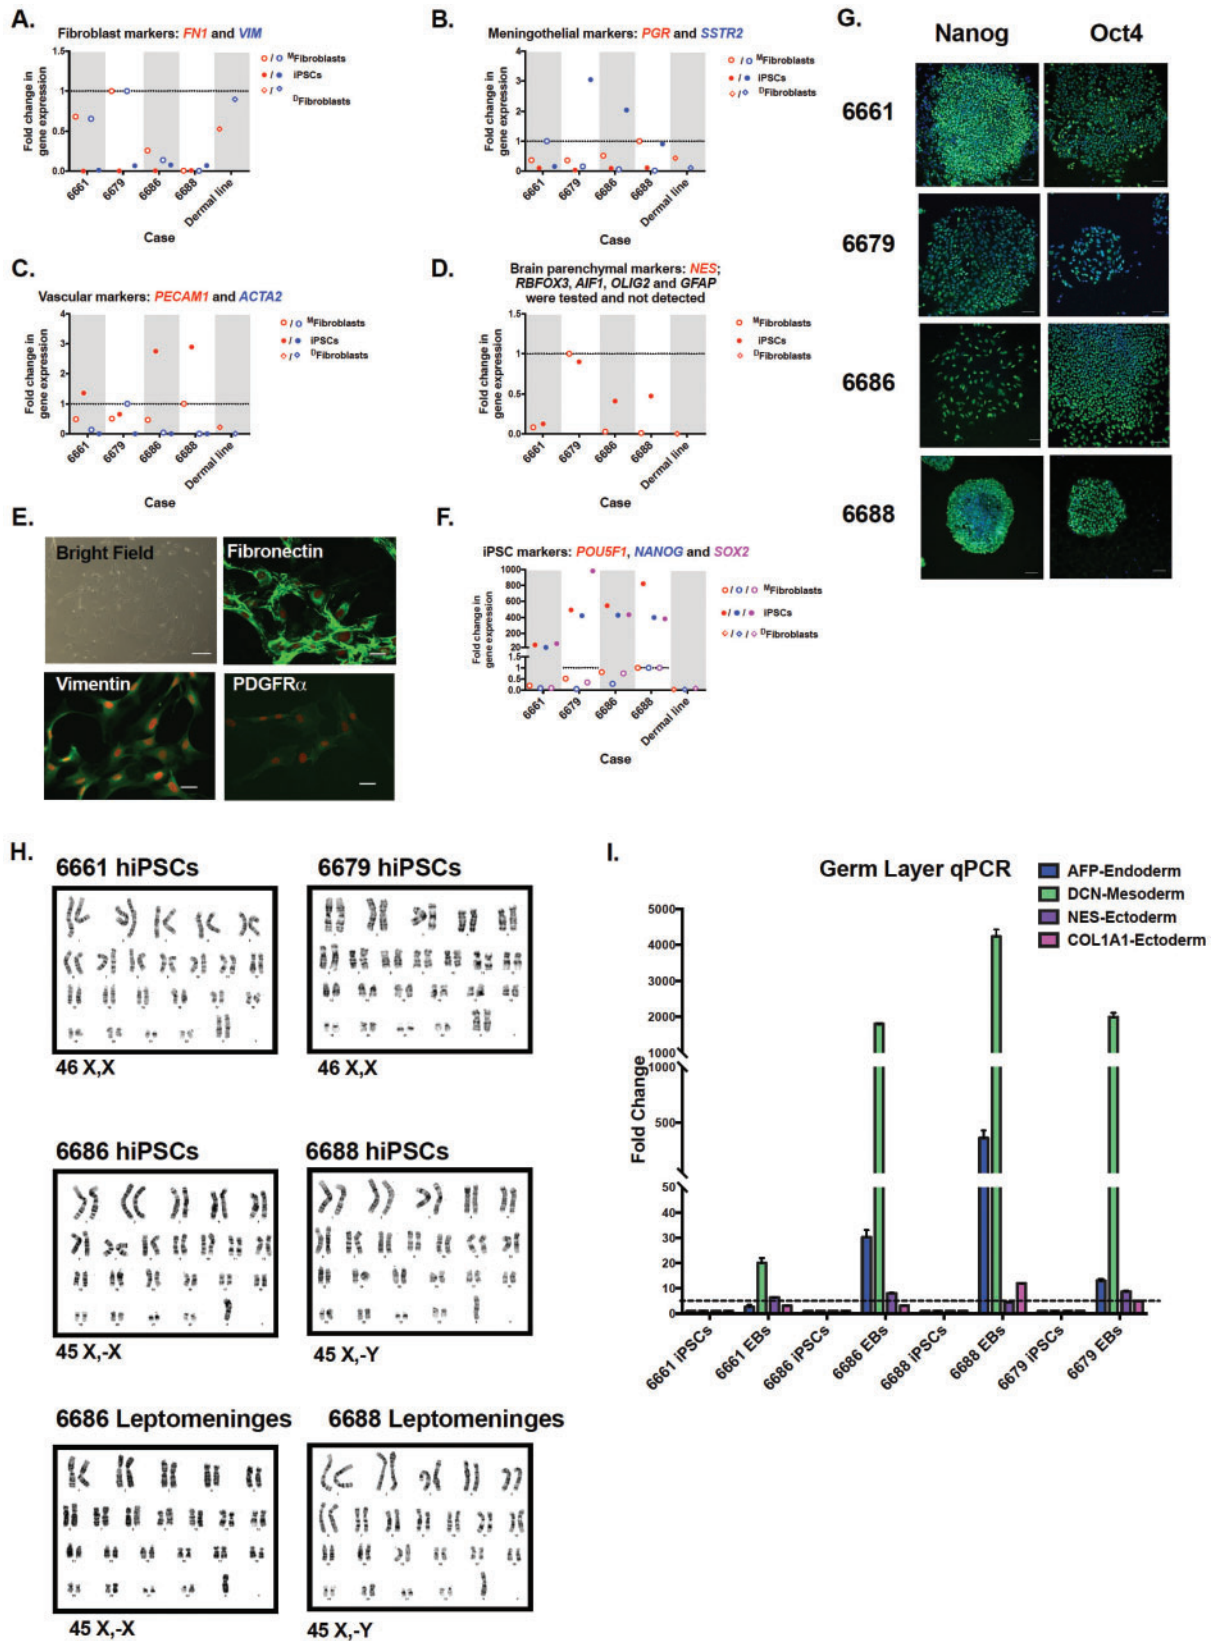 A.
Fibroblast markers: FN1 and VIM
Fold change in
gene expression
1.5
1
0.5
0.0
6661
6679
6686
6688
Dermal line
Case
/ MFibroblasts
/ iPSCs
/ DFibroblasts
B.
Meningothelial markers: PGR and SSTR2
Fold change in
gene expression
4
3
2
1
0
6661
6679
6686
6688
Dermal line
Case
/ MFibroblasts
/ iPSCs
/ DFibroblasts
C.
Vascular markers: PECAM1 and ACTA2
Fold change in
gene expression
4
3
2
1
0
6661
6679
6686
6688
Dermal line
Case
/ MFibroblasts
/ iPSCs
/ DFibroblasts
D.
Brain parenchymal markers: NES;
RBFOX3, AIF1, OLIG2 and GFAP
were tested and not detected
Fold change in
gene expression
1.5
1
0.5
0.0
6661
6679
6686
6688
Dermal line
Case
MFibroblasts
iPSCs
DFibroblasts
E.
Bright Field
Fibronectin
Vimentin
PDGFRα
F.
iPSC markers: POU5F1, NANOG and SOX2
Fold change in
gene expression
1000
800
600
400
200
20
1.5
1.0
0.5
0.0
6661
6679
6686
6688
Dermal line
Case
/ / MFibroblasts
/ / iPSCs
/ / DFibroblasts
G.
Nanog Oct4
6661
6679
6686
6688
H.
6661 hiPSCs
46 X,X
6679 hiPSCs
46 X,X
6686 hiPSCs
45 X,-X
6688 hiPSCs
45 X,-Y
6686 Leptomeninges
45 X,-X
6688 Leptomeninges
45 X,-Y
I.
Germ Layer qPCR
AFP-Endoderm
DCN-Mesoderm
NES-Ectoderm
COL1A1-Ectoderm
Fold Change
5000
4000
3000
2000
1000
1000
500
50
40
30
20
10
0
6661 iPSCs
6661 EBs
6686 iPSCs
6686 EBs
6688 iPSCs
6688 EBs
6679 iPSCs
6679 EBs